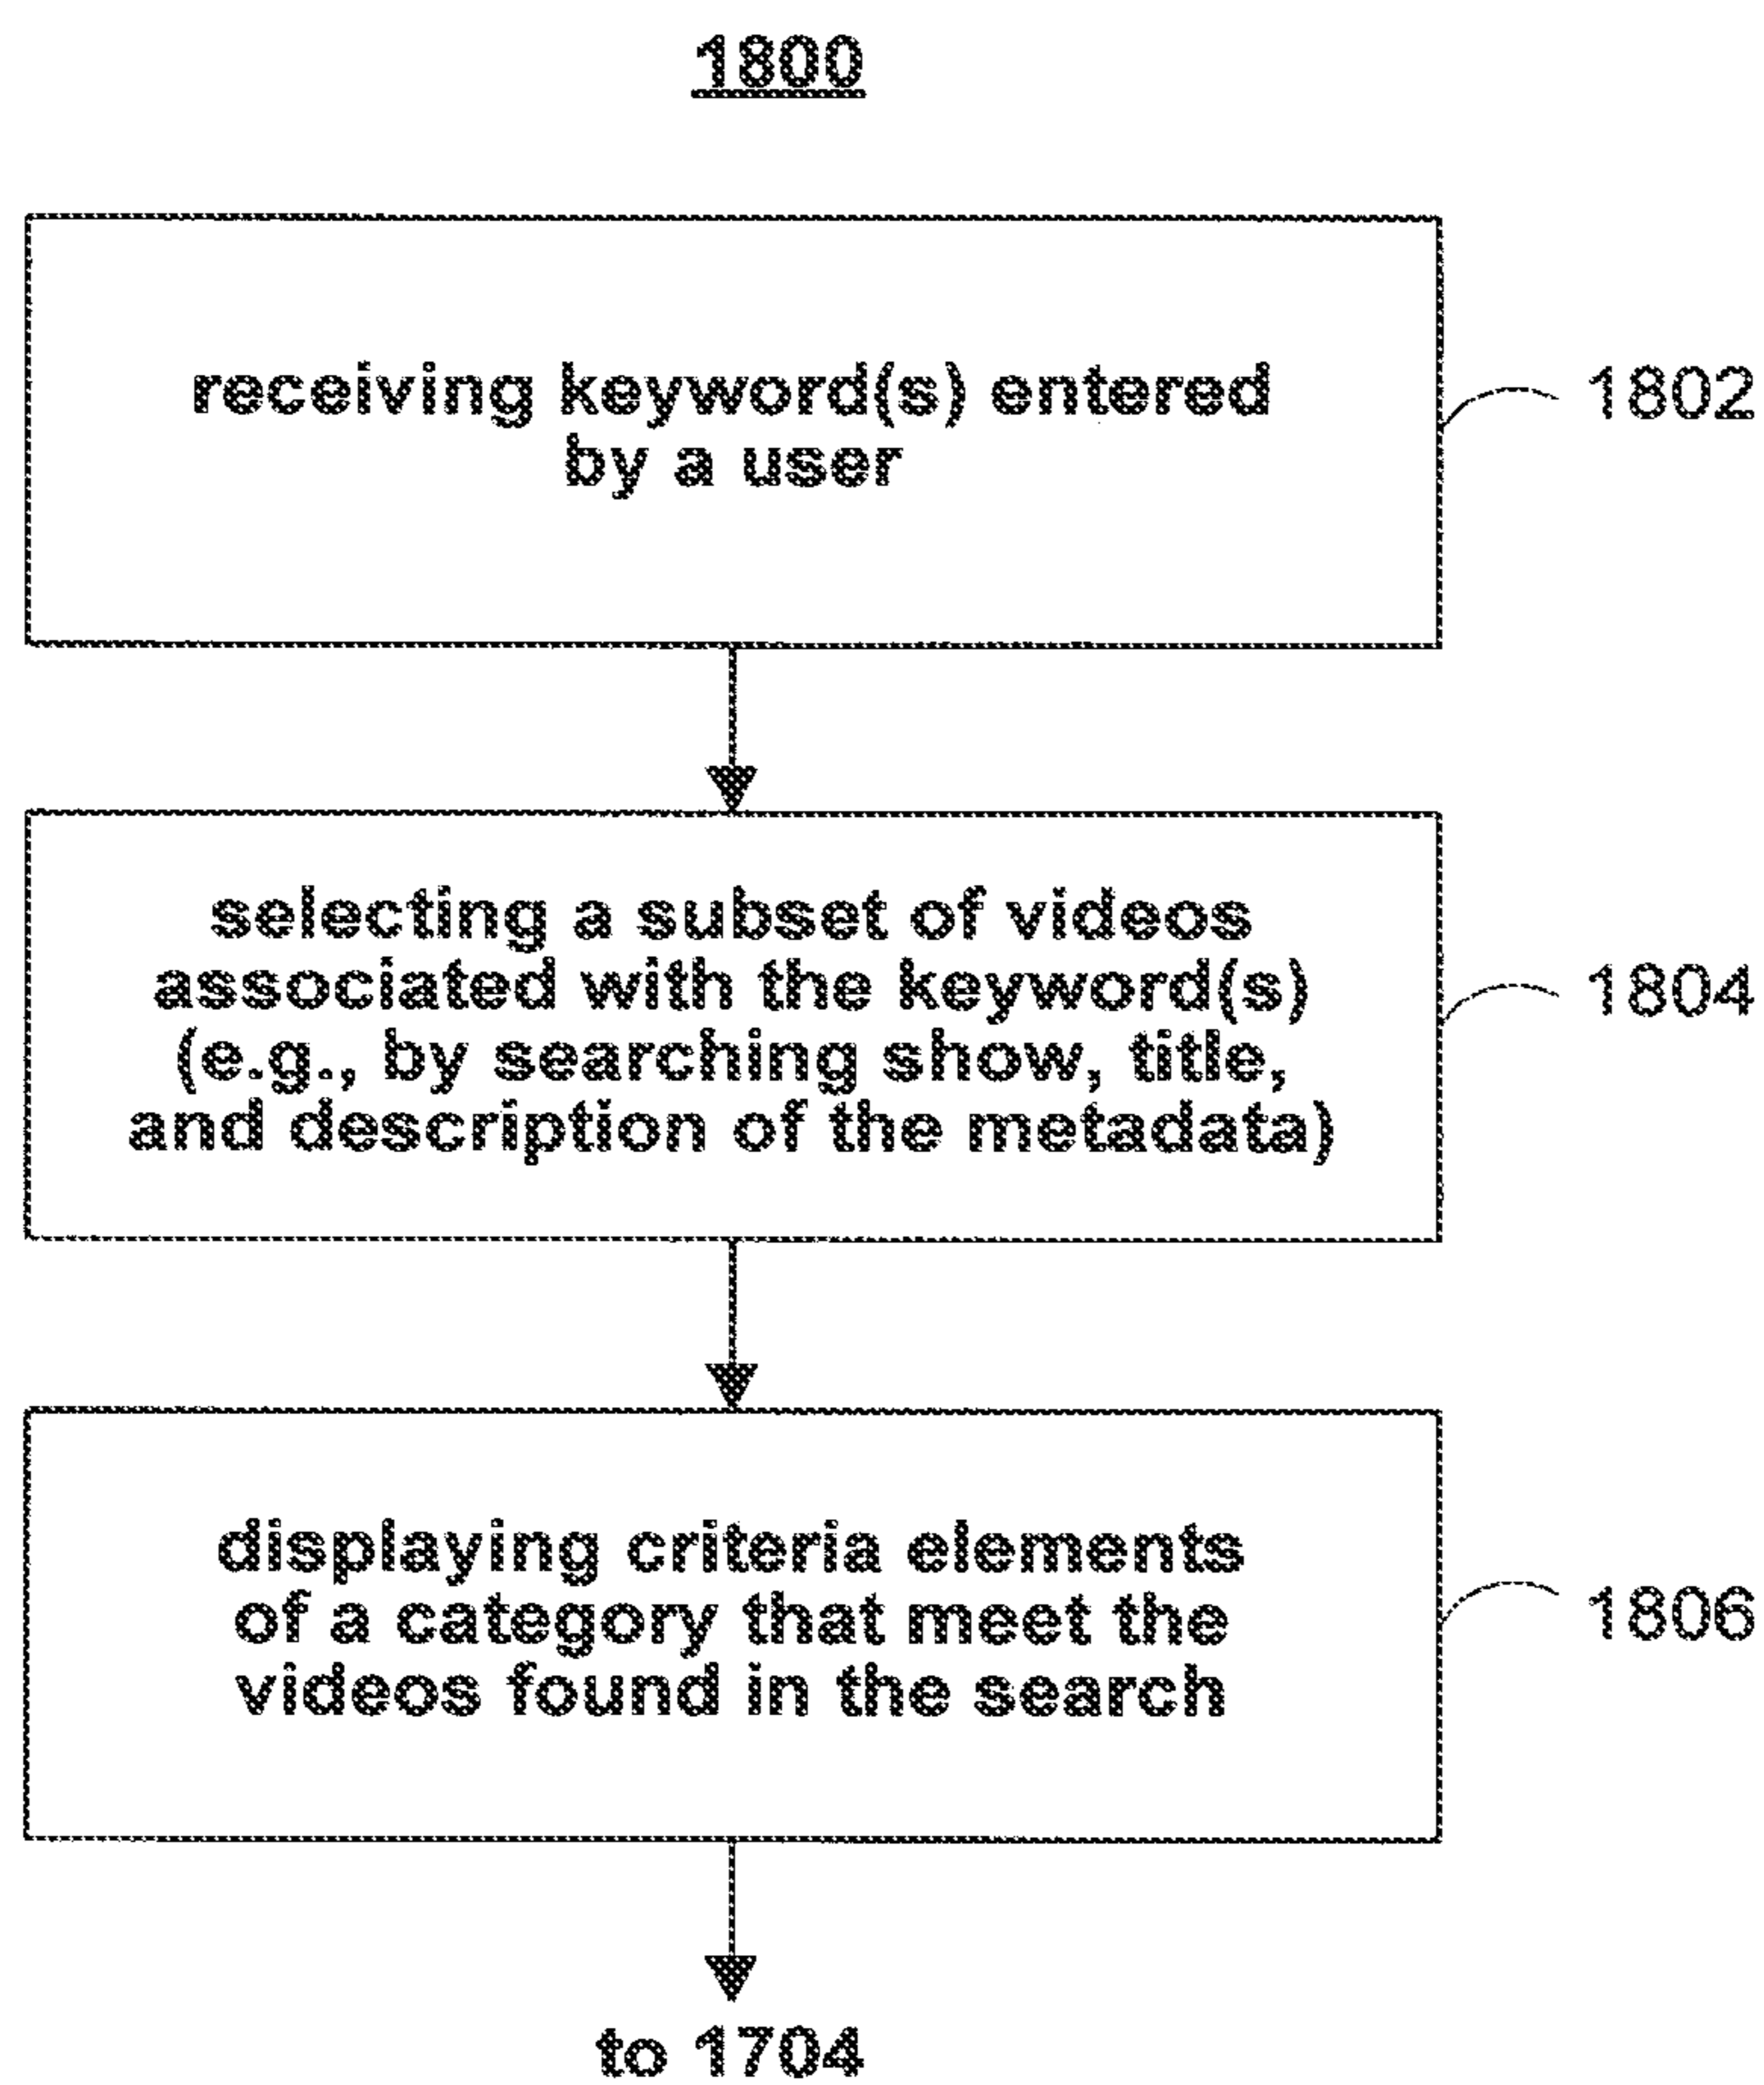 1800
receiving keyword(s) entered
by a user
1802
selecting a subset of videos
associated with the keyword(s)
(e.g., by searching show, title,
and description of the metadata)
1804
displaying criteria elements
of a category that meet the
videos found in the search
1806
to 1704